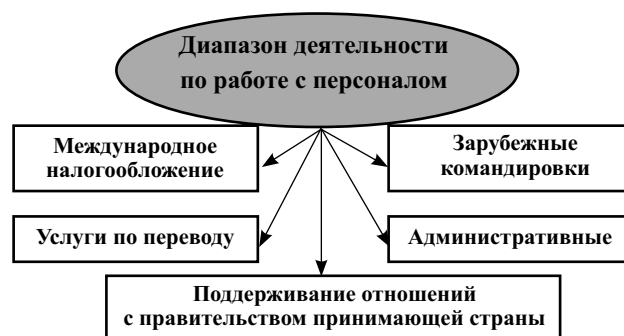 Диапазон деятельности
по работе с персоналом
Международное
налогообложение
Зарубежные
командировки
Услуги по переводу
Административные
Поддерживание отношений
с правительством принимающей страны